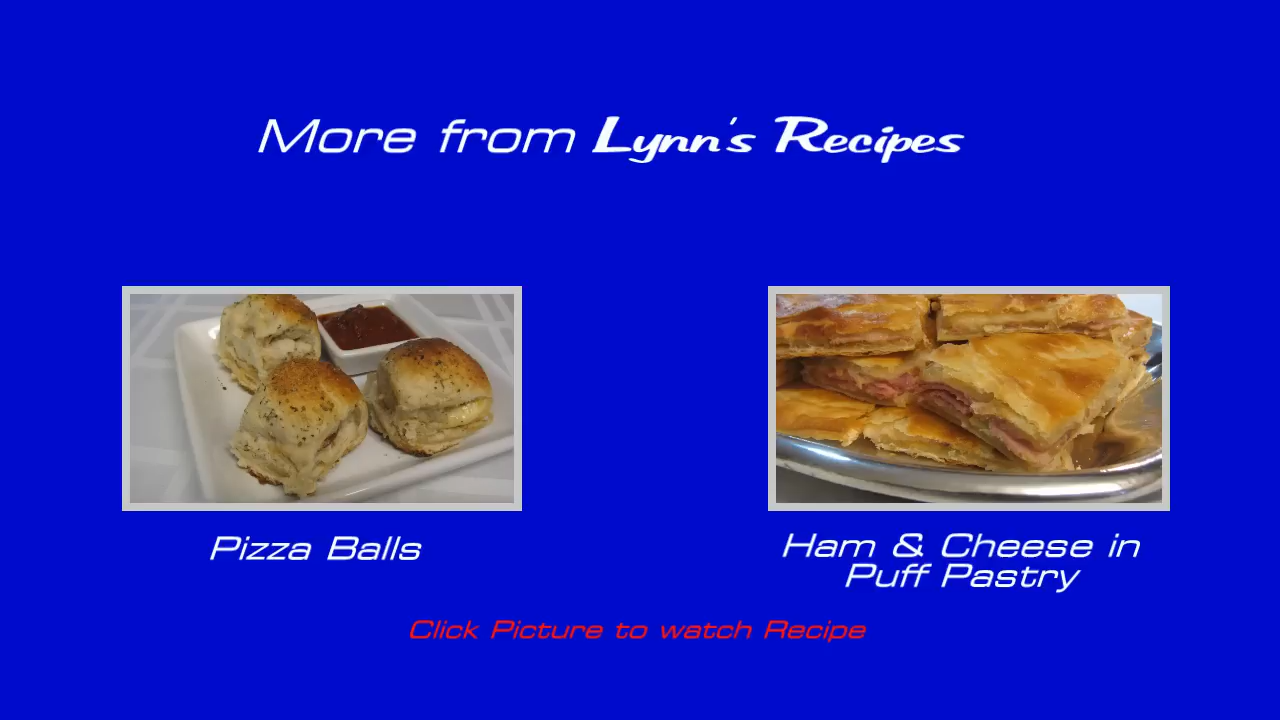 More from Lynn's Recipes
Pizza Balls
Ham & Cheese in
Puff Pastry
Click Picture to watch Recipe